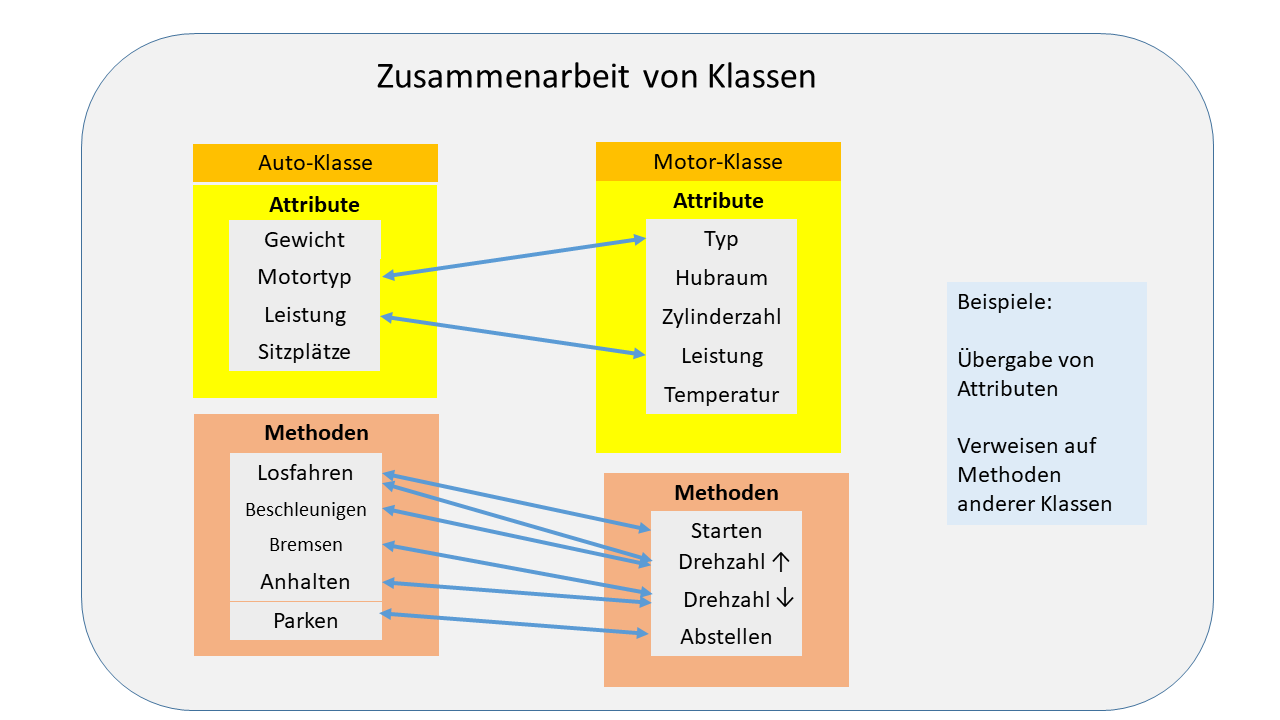 Zusammenarbeit von Klassen
Auto-Klasse
Attribute
Gewicht
Motortyp
Leistung
Sitzplätze
Methoden
Losfahren
Beschleunigen
Bremsen
Anhalten
Parken
Motor-Klasse
Attribute
Typ
Hubraum
Zylinderzahl
Leistung
Temperatur
Methoden
Starten
Drehzahl ↑
Drehzahl ↓
Abstellen
Beispiele:
Übergabe von
Attributen
Verweisen auf
Methoden
anderer Klassen